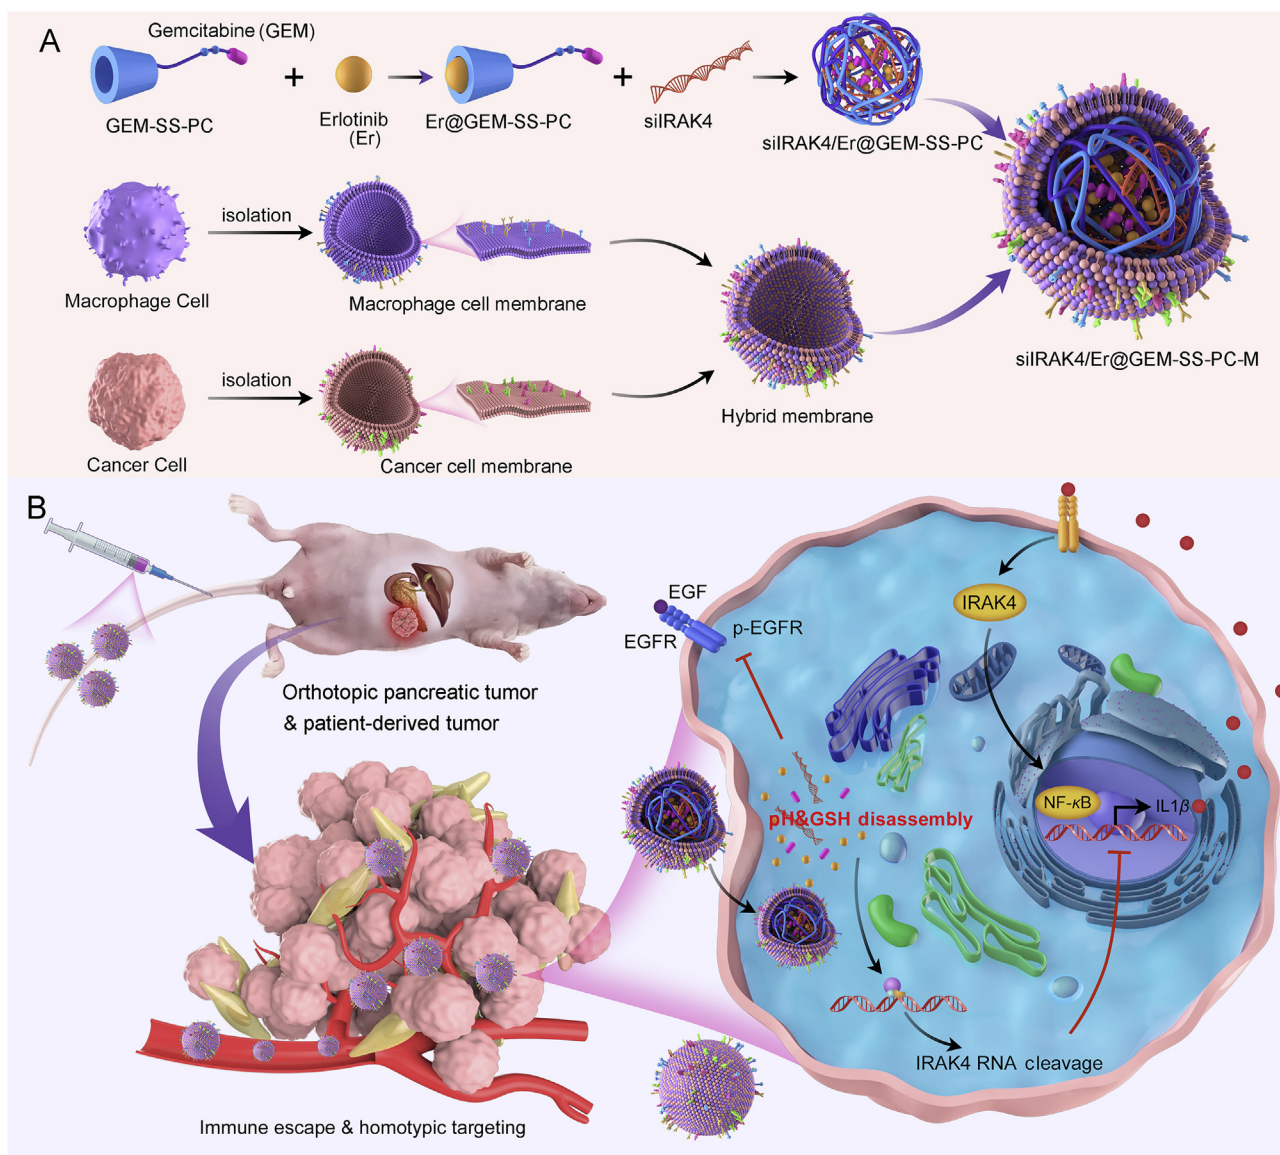 A
Gemcitabine (GEM)
GEM-SS-PC
+
Erlotinib
(Er)
Er@GEM-SS-PC
+
siIRAK4
siIRAK4/Er@GEM-SS-PC
isolation
Macrophage Cell
Macrophage cell membrane
siIRAK4/Er@GEM-SS-PC-M
isolation
Hybrid membrane
Cancer Cell
Cancer cell membrane
B
IRAK4
EGF
EGFR
p-EGFR
Orthotopic pancreatic tumor
& patient-derived tumor
NF-κB
IL1β
pH&GSH disassembly
IRAK4 RNA cleavage
Immune escape & homotypic targeting